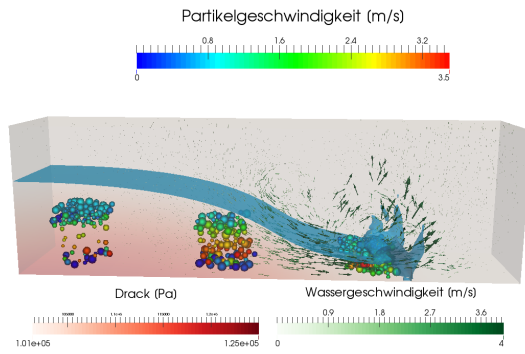 Partikelgeschwindigkeit [m/s]
0.8 1.6 2.4 3.2
0 3.5
Drack [Pa] Wassergeschwindigkeit [m/s]
0.9 1.8 2.7 3.6
1.01e+05 1.25e+05 0 4